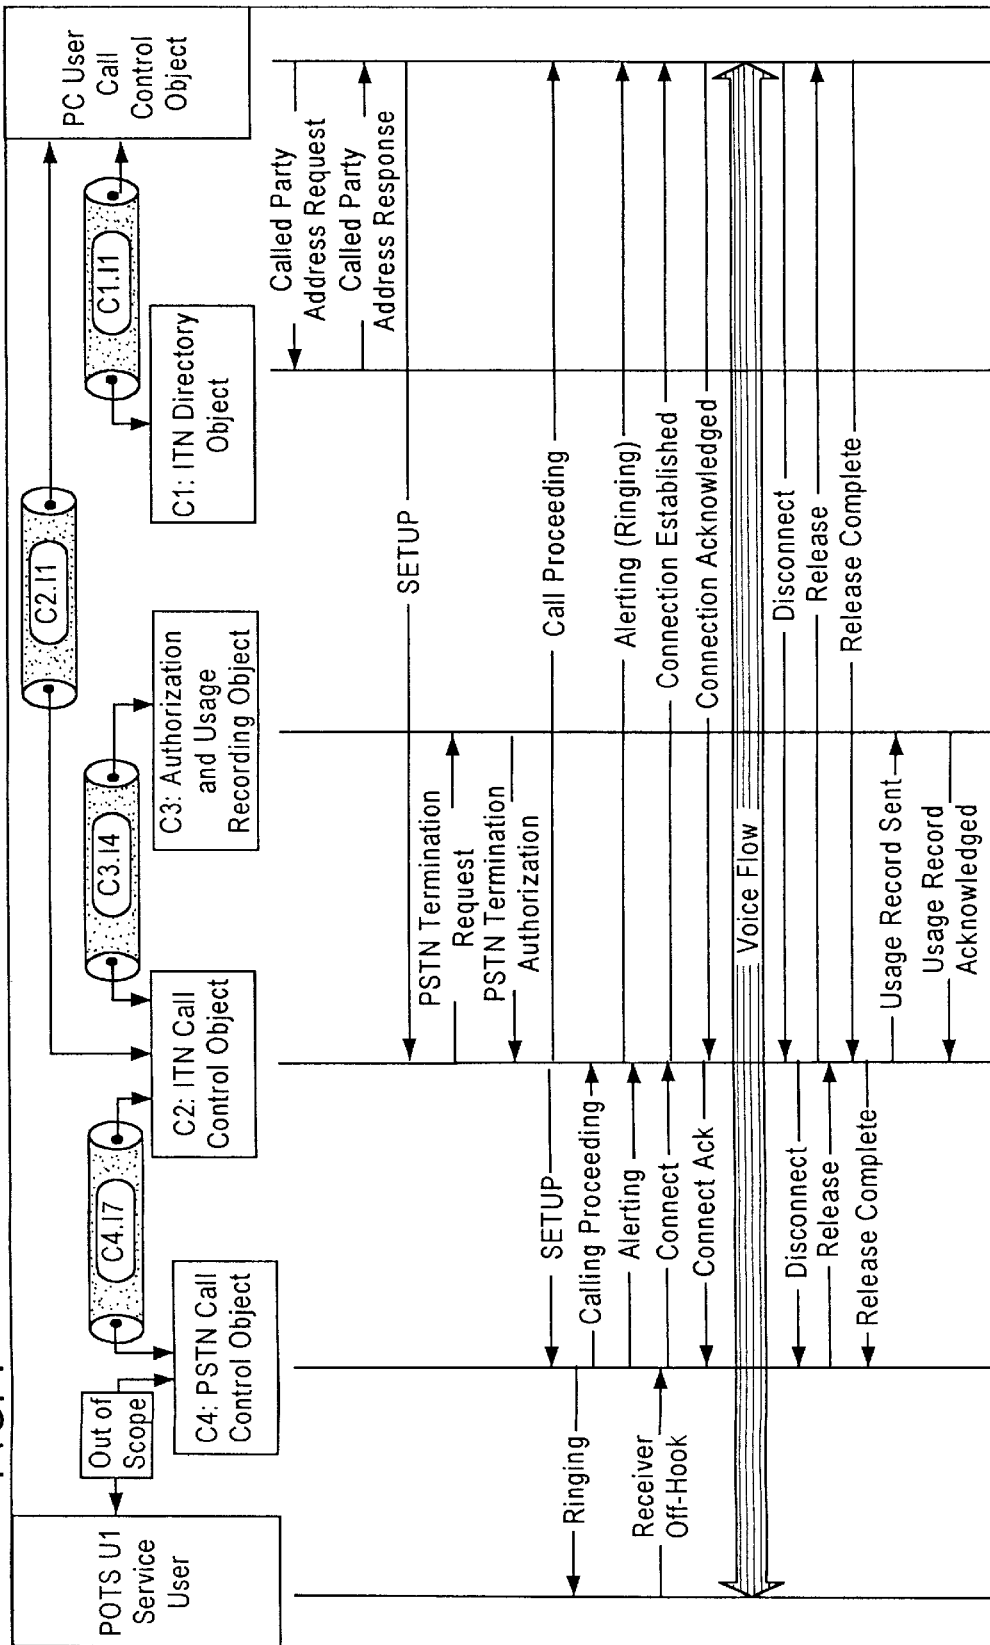 POTS U1
Service
User
Out of
Scope
C4: PSTN Call
Control Object
C4.I7
C2: ITN Call
Control Object
C3.I4
C3: Authorization
and Usage
Recording Object
C2.I1
C1: ITN Directory
Object
C1.I1
PC User
Call
Control
Object
Called Party
Address Request
Called Party
Address Response
SETUP
PSTN Termination
Request
PSTN Termination
Authorization
SETUP
Call Proceeding
Ringing
Calling Proceeding
Alerting
Alerting (Ringing)
Receiver
Off-Hook
Connect
Connection Established
Connect Ack
Connection Acknowledged
Voice Flow
Disconnect
Disconnect
Release
Release
Release Complete
Release Complete
Usage Record Sent
Usage Record
Acknowledged